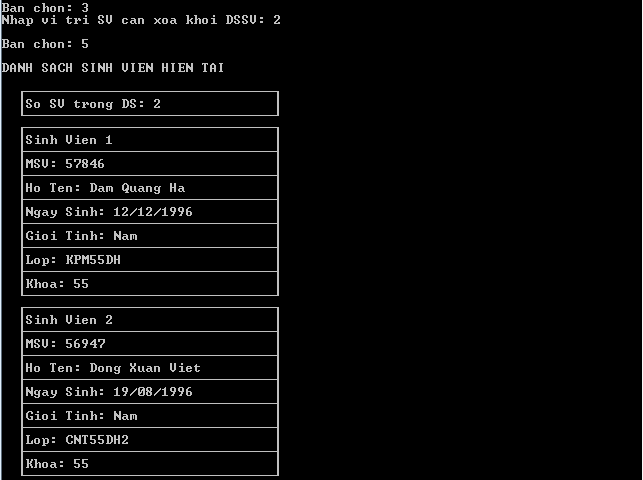 Ban chon: 3
Nhap vi tri SV can xoa khoi DSSV: 2
Ban chon: 5
DANH SACH SINH VIEN HIEN TAI
So SV trong DS: 2
Sinh Vien 1
MSV: 57846
Ho Ten: Dam Quang Ha
Ngay Sinh: 12/12/1996
Gioi Tinh: Nam
Lop: KPM55DH
Khoa: 55
Sinh Vien 2
MSV: 56947
Ho Ten: Dong Xuan Viet
Ngay Sinh: 19/08/1996
Gioi Tinh: Nam
Lop: CNT55DH2
Khoa: 55